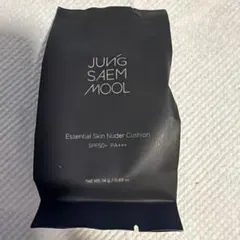 JUNG
SAEM
MOOL
Essential Skin Nuder Cushion
SPF50+ PA+++